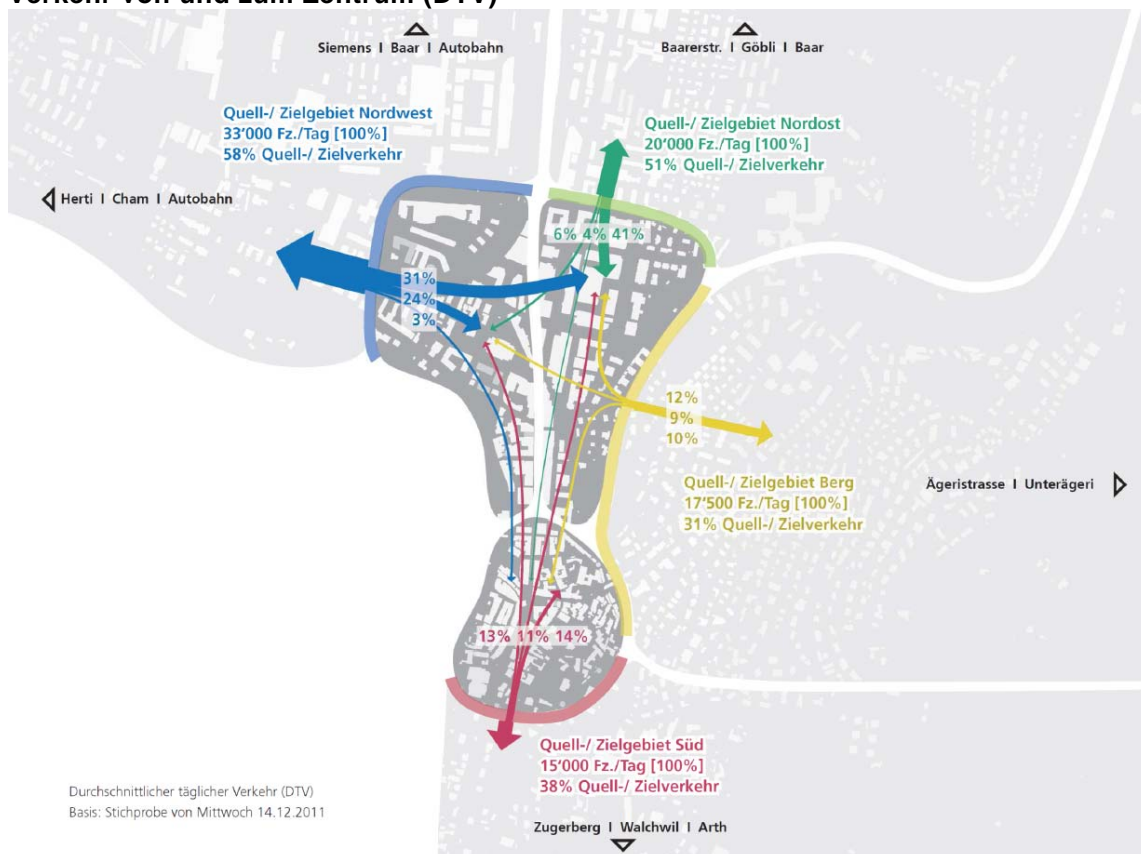 Verkehr von und zum Zentrum (DTV)
Siemens I Baar I Autobahn
Baarerstr. I Göbli I Baar
Quell-/ Zielgebiet Nordwest
33'000 Fz./Tag [100%]
58% Quell-/ Zielverkehr
Quell-/ Zielgebiet Nordost
20'000 Fz./Tag [100%]
51% Quell-/ Zielverkehr
Herti I Cham I Autobahn
6% 4% 41%
31%
24%
3%
12%
9%
10%
Quell-/ Zielgebiet Berg
17'500 Fz./Tag [100%]
31% Quell-/ Zielverkehr
Ägeristrasse I Unterägeri
13% 11% 14%
Quell-/ Zielgebiet Süd
15'000 Fz./Tag [100%]
38% Quell-/ Zielverkehr
Durchschnittlicher täglicher Verkehr (DTV)
Basis: Stichprobe von Mittwoch 14.12.2011
Zugerberg I Walchwil I Arth